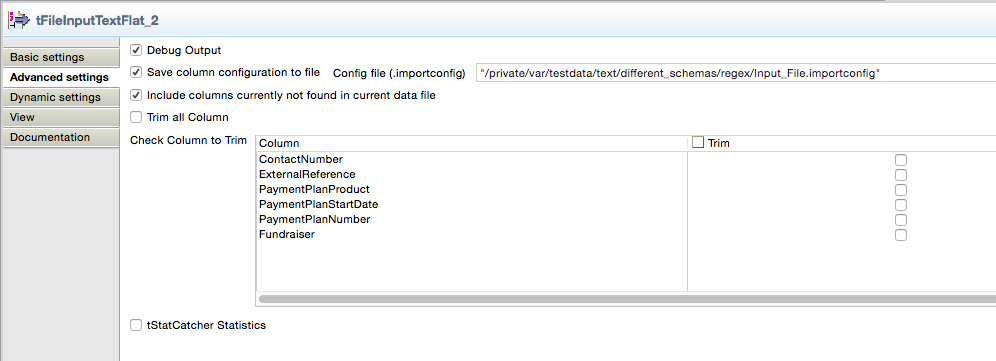 tFileInputTextFlat_2
Basic settings
Advanced settings
Dynamic settings
View
Documentation
Debug Output
Save column configuration to file Config file (.importconfig) "/private/var/testdata/text/different_schemas/regex/Input_File.importconfig"
Include columns currently not found in current data file
Trim all Column
Check Column to Trim Column Trim
ContactNumber
ExternalReference
PaymentPlanProduct
PaymentPlanStartDate
PaymentPlanNumber
Fundraiser
tStatCatcher Statistics